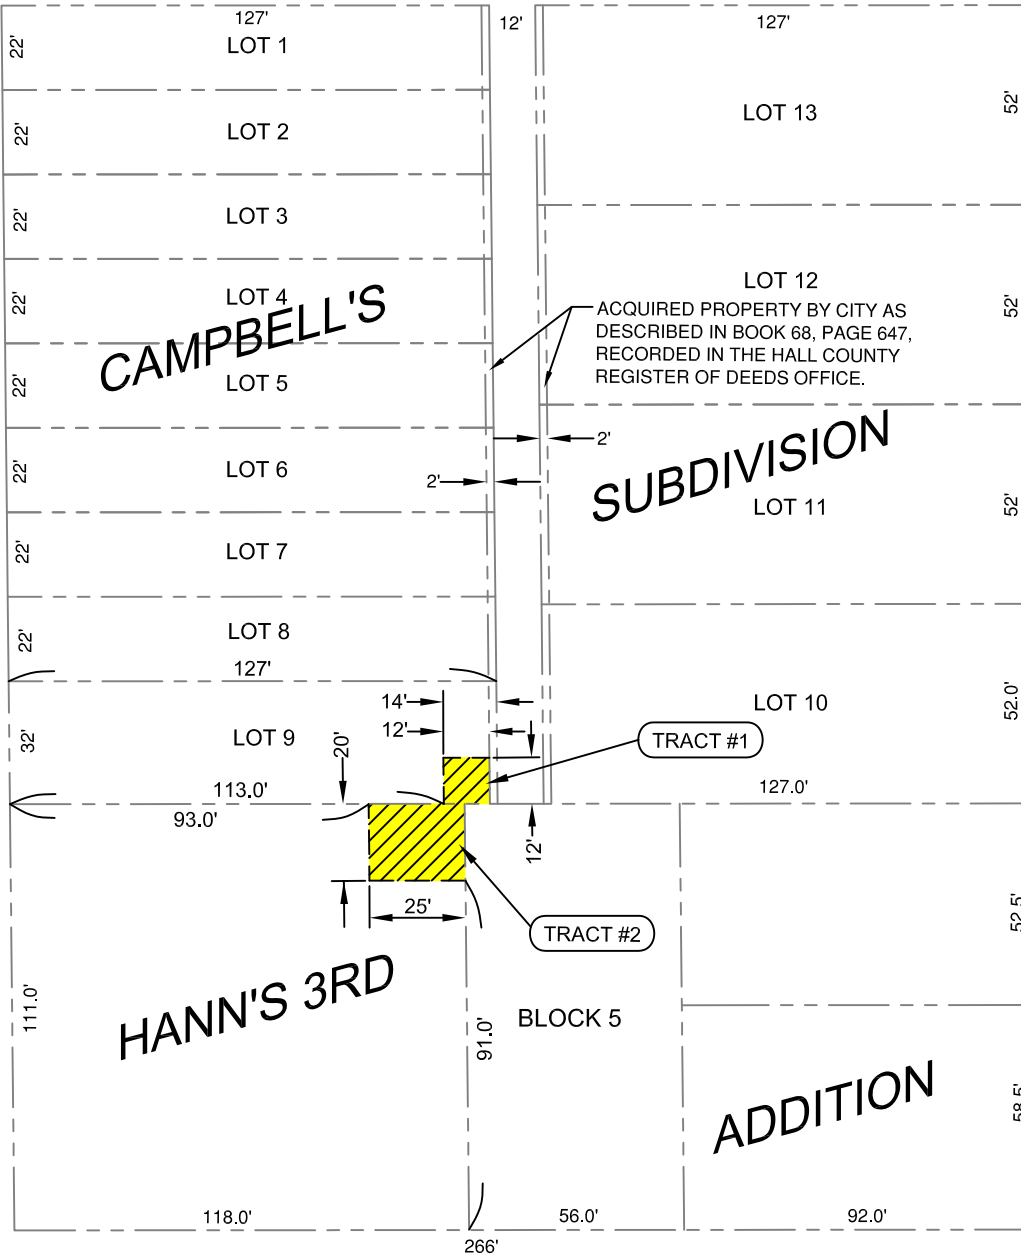 127'
12'
127'
22'
LOT 1
LOT 13
52'
22'
LOT 2
22'
LOT 3
22'
LOT 4
LOT 12
52'
CAMPBELL'S
ACQUIRED PROPERTY BY CITY AS
DESCRIBED IN BOOK 68, PAGE 647,
RECORDED IN THE HALL COUNTY
REGISTER OF DEEDS OFFICE.
22'
LOT 5
2'
SUBDIVISION
22'
LOT 6
2'
LOT 11
52'
22'
LOT 7
22'
LOT 8
127'
14'
LOT 10
52.0'
32'
LOT 9
12'
20'
TRACT #1
113.0'
127.0'
93.0'
12'
25'
TRACT #2
52.5'
HANN'S 3RD
111.0'
91.0'
BLOCK 5
ADDITION
58.5'
118.0'
56.0'
92.0'
266'